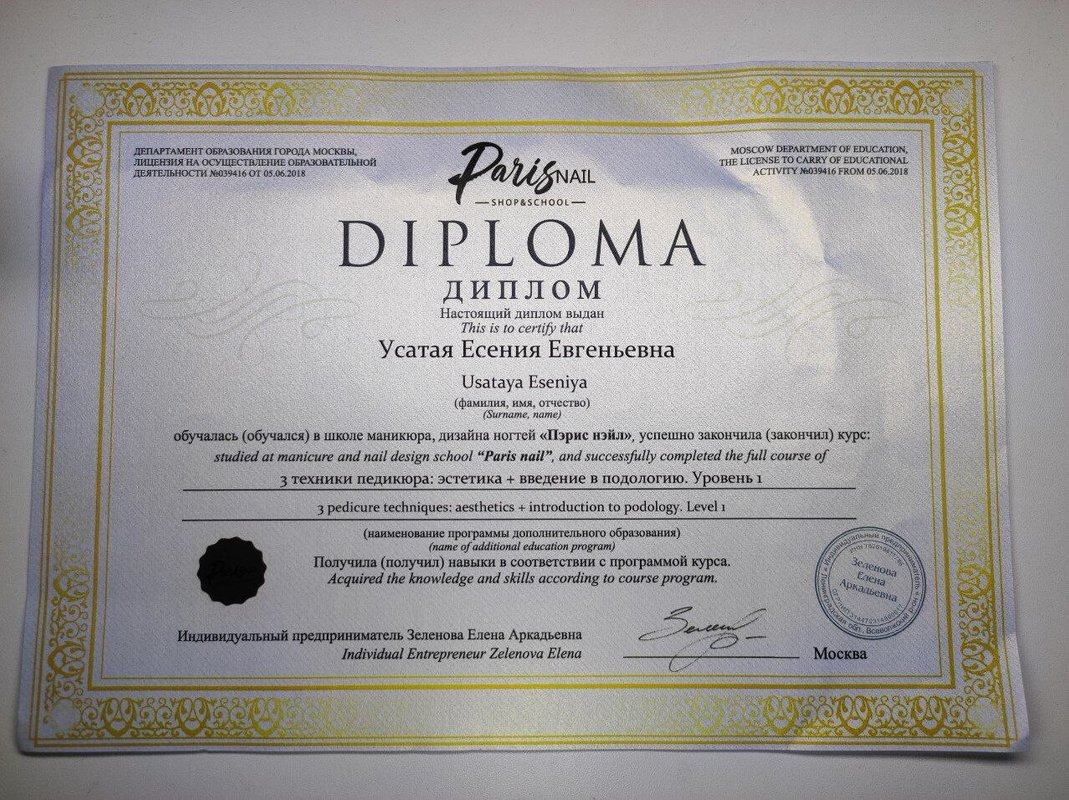 ДЕПАРТАМЕНТ ОБРАЗОВАНИЯ ГОРОДА МОСКВЫ,
ЛИЦЕНЗИЯ НА ОСУЩЕСТВЛЕНИЕ ОБРАЗОВАТЕЛЬНОЙ
ДЕЯТЕЛЬНОСТИ №039416 ОТ 05.06.2018
MOSCOW DEPARTMENT OF EDUCATION,
THE LICENSE TO CARRY OF EDUCATIONAL
ACTIVITY №039416 FROM 05.06.2018
Paris NAIL
SHOP&SCHOOL
DIPLOMA
ДИПЛОМ
Настоящий диплом выдан
This is to certify that
Усатая Есения Евгеньевна
Usataya Eseniya
(фамилия, имя, отчество)
(Surname, name)
обучалась (обучался) в школе маникюра, дизайна ногтей «Пэрис нэйл», успешно закончила (закончил) курс:
studied at manicure and nail design school “Paris nail”, and successfully completed the full course of
3 техники педикюра: эстетика + введение в подологию. Уровень 1
3 pedicure techniques: aesthetics + introduction to podology. Level 1
(наименование программы дополнительного образования)
(name of additional education program)
Получила (получил) навыки в соответствии с программой курса.
Acquired the knowledge and skills according to course program.
Индивидуальный предприниматель Зеленова Елена Аркадьевна
Individual Entrepreneur Zelenova Elena
Москва
Индивидуальный предприниматель
Зеленова
Елена
Аркадьевна
Ленинградская обл. Всеволожский р-н